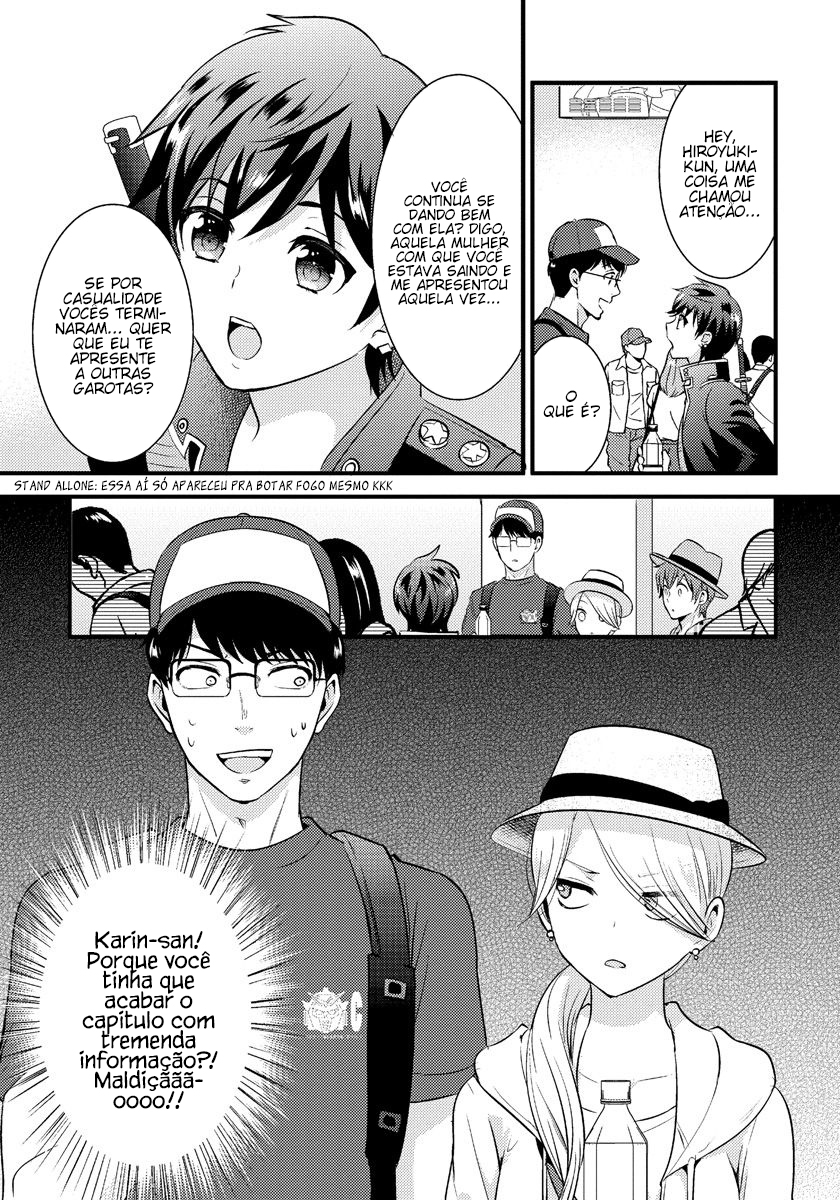 HEY,
HIROYUKI-
KUN, UMA
COISA ME
CHAMOU
ATENÇÃO...
O
QUE É?
VOCÊ
CONTINUA SE
DANDO BEM
COM ELA? DIGO,
AQUELA MULHER
COM QUE VOCÊ
ESTAVA SAINDO E
ME APRESENTOU
AQUELA VEZ...
SE POR
CASUALIDADE
VOCÊS TERMI-
NARAM... QUER
QUE EU TE
APRESENTE
A OUTRAS
GAROTAS?
STAND ALLONE: ESSA AÍ SÓ APARECEU PRA BOTAR FOGO MESMO KKK
Karin-san!
Porque você
tinha que
acabar o
capítulo com
tremenda
informação?!
Maldiçããã-
oooo!!
C